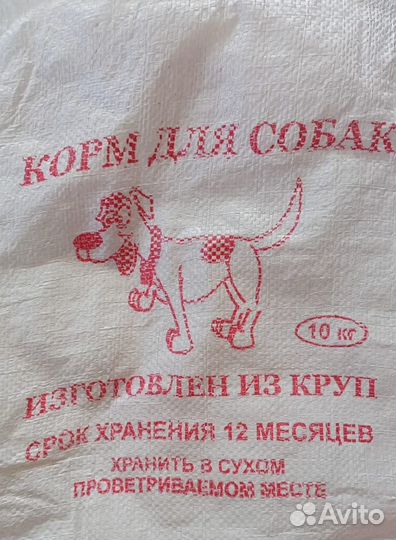 КОРМ ДЛЯ СОБАК
10 кг
ИЗГОТОВЛЕН ИЗ КРУП
СРОК ХРАНЕНИЯ 12 МЕСЯЦЕВ
ХРАНИТЬ В СУХОМ
ПРОВЕТРИВАЕМОМ МЕСТЕ
Avito